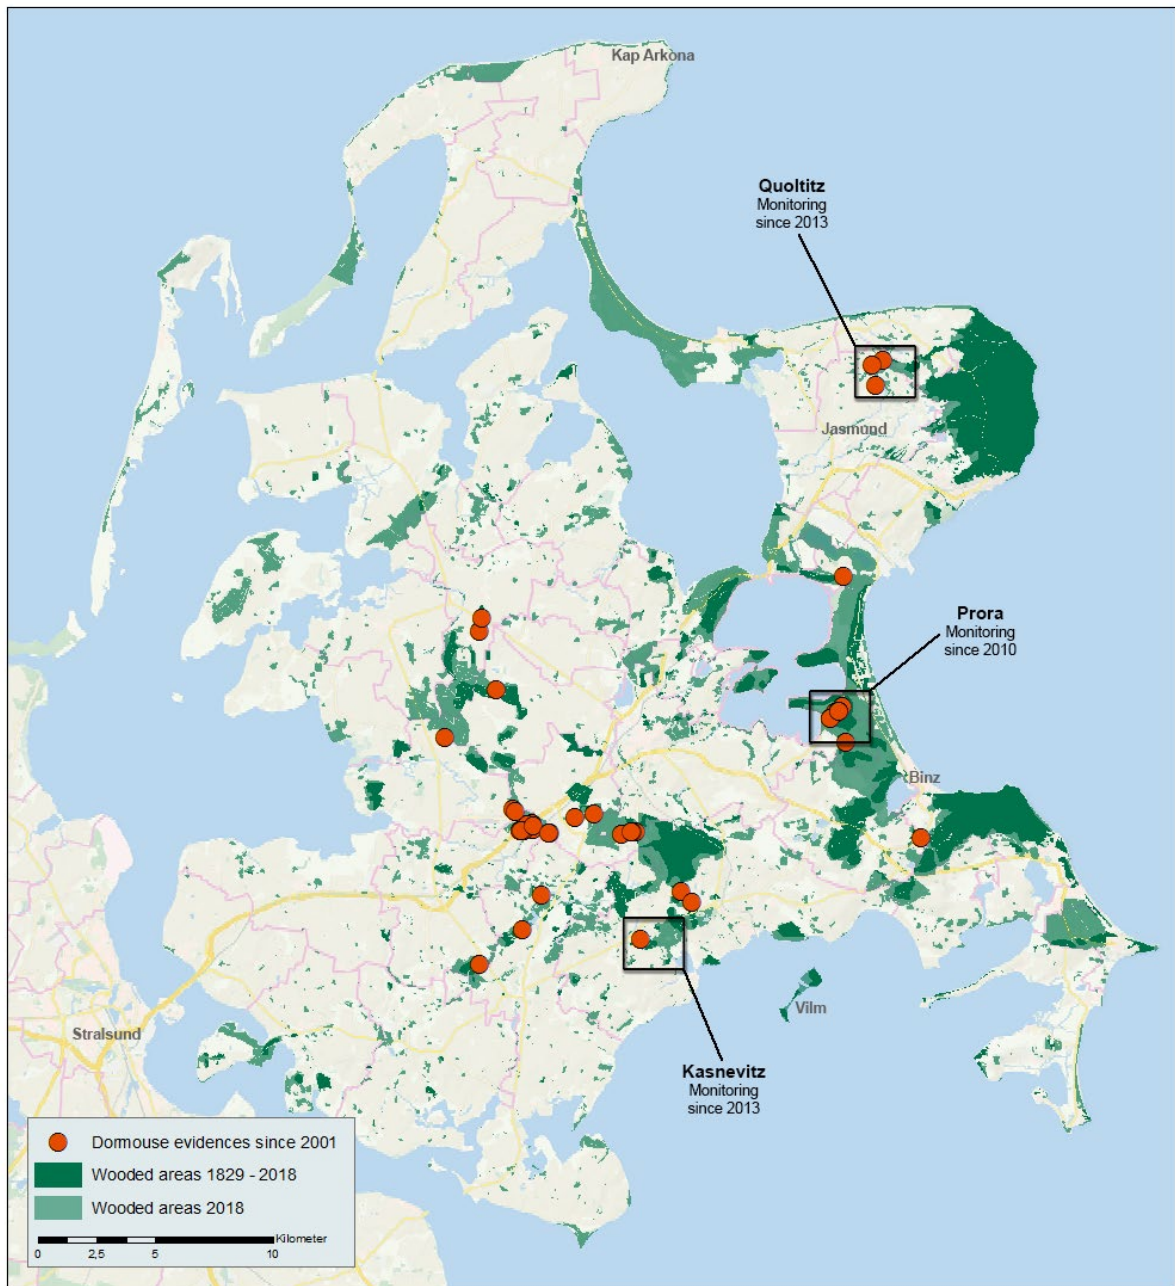 Kap Arkona
Quoltitz
Monitoring
since 2013
Jasmund
Prora
Monitoring
since 2010
Binz
Vilm
Stralsund
Kasnevitz
Monitoring
since 2013
Dormouse evidences since 2001
Wooded areas 1829 - 2018
Wooded areas 2018
Kilometer
0 2,5 5 10